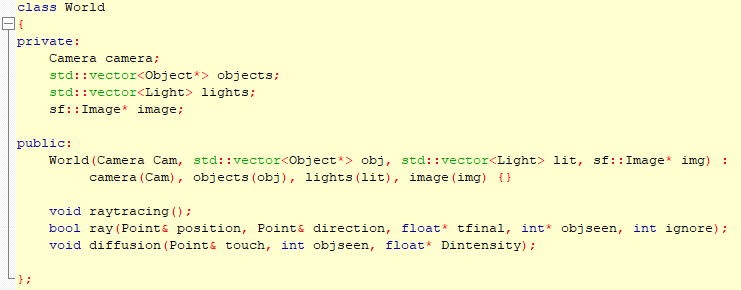 class World
{
private:
    Camera camera;
    std::vector<Object*> objects;
    std::vector<Light> lights;
    sf::Image* image;

public:
    World(Camera Cam, std::vector<Object*> obj, std::vector<Light> lit, sf::Image* img) :
         camera(Cam), objects(obj), lights(lit), image(img) {}

    void raytracing();
    bool ray(Point& position, Point& direction, float* tfinal, int* objseen, int ignore);
    void diffusion(Point& touch, int objseen, float* Dintensity);

};